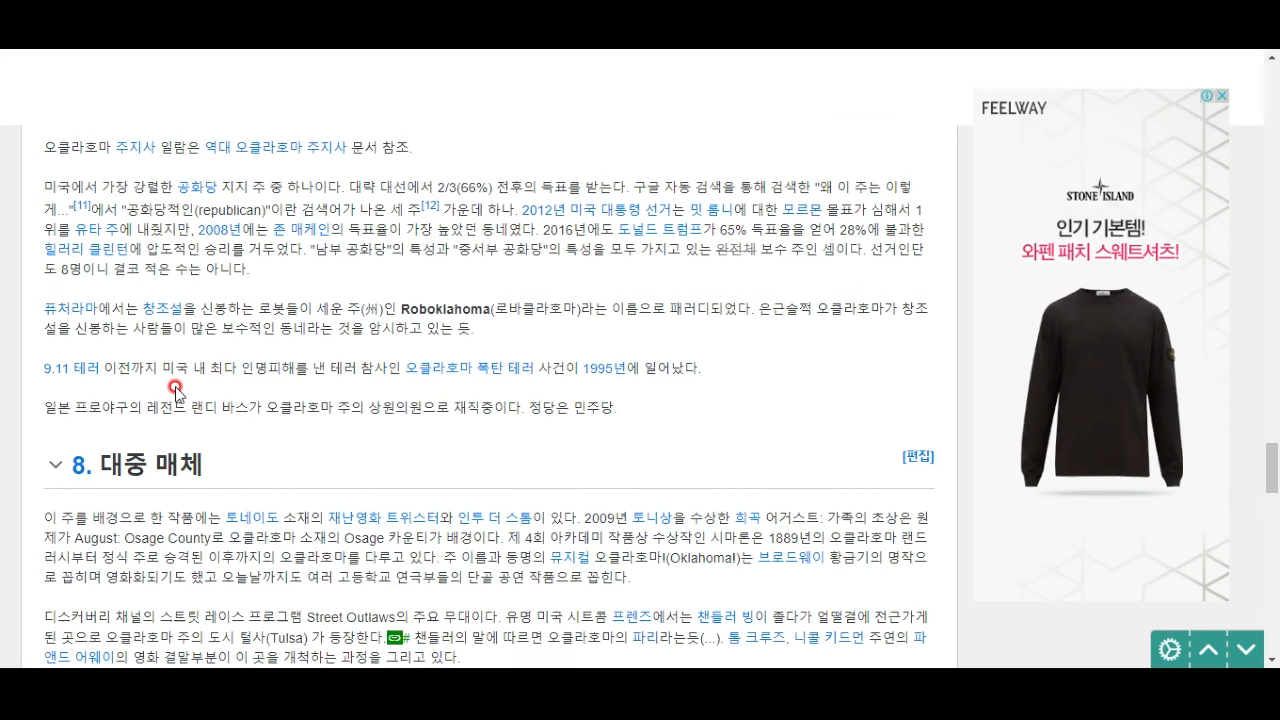 오클라호마 주지사 일람은 역대 오클라호마 주지사 문서 참조.
미국에서 가장 강렬한 공화당 지지 주 중 하나이다. 대략 대선에서 2/3(66%) 전후의 득표를 받는다. 구글 자동 검색을 통해 검색한 "왜 이 주는 이렇
게..."[11]에서 "공화당적인(republican)"이란 검색어가 나온 세 주[12] 가운데 하나. 2012년 미국 대통령 선거는 밋 롬니에 대한 모르몬 몰표가 심해서 1
위를 유타 주에 내줬지만, 2008년에는 존 매케인의 득표율이 가장 높았던 동네였다. 2016년에도 도널드 트럼프가 65% 득표율을 얻어 28%에 불과한
힐러리 클린턴에 압도적인 승리를 거두었다. "남부 공화당"의 특성과 "중서부 공화당"의 특성을 모두 가지고 있는 완전체 보수 주인 셈이다. 선거인단
도 8명이니 결코 적은 수는 아니다.
퓨처라마에서는 창조설을 신봉하는 로봇들이 세운 주(州)인 Roboklahoma(로바클라호마)라는 이름으로 패러디되었다. 은근슬쩍 오클라호마가 창조
설을 신봉하는 사람들이 많은 보수적인 동네라는 것을 암시하고 있는 듯.
9.11 테러 이전까지 미국 내 최다 인명피해를 낸 테러 참사인 오클라호마 폭탄 테러 사건이 1995년에 일어났다.
일본 프로야구의 레전드 랜디 바스가 오클라호마 주의 상원의원으로 재직중이다. 정당은 민주당.
8. 대중 매체
[편집]
이 주를 배경으로 한 작품에는 토네이도 소재의 재난영화 트위스터와 인투 더 스톰이 있다. 2009년 토니상을 수상한 희곡 어거스트: 가족의 초상은 원
제가 August: Osage County로 오클라호마 소재의 Osage 카운티가 배경이다. 제 4회 아카데미 작품상 수상작인 시마론은 1889년의 오클라호마 랜드
러시부터 정식 주로 승격된 이후까지의 오클라호마를 다루고 있다. 주 이름과 동명의 뮤지컬 오클라호마!(Oklahoma!)는 브로드웨이 황금기의 명작으
로 꼽히며 영화화되기도 했고 오늘날까지도 여러 고등학교 연극부들의 단골 공연 작품으로 꼽힌다.
디스커버리 채널의 스트릿 레이스 프로그램 Street Outlaws의 주요 무대이다. 유명 미국 시트콤 프렌즈에서는 챈들러 빙이 졸다가 얼떨결에 전근가게
된 곳으로 오클라호마 주의 도시 털사(Tulsa) 가 등장한다.# 챈들러의 말에 따르면 오클라호마의 파리라는듯(...). 톰 크루즈, 니콜 키드먼 주연의 파
앤드 어웨이의 영화 결말부분이 이 곳을 개척하는 과정을 그리고 있다.
FEELWAY
STONE ISLAND
인기 기본템!
와펜 패치 스웨트셔츠!